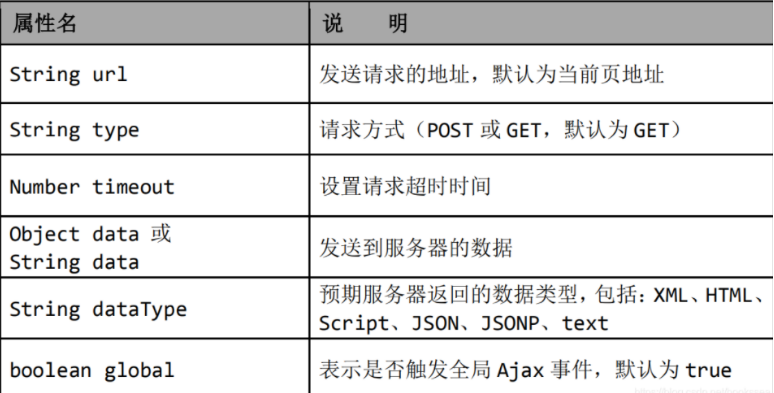 属性名 说 明
String url 发送请求的地址，默认为当前页地址
String type 请求方式（POST 或 GET，默认为 GET）
Number timeout 设置请求超时时间
Object data 或
String data
发送到服务器的数据
String dataType
预期服务器返回的数据类型，包括：XML、HTML、
Script、JSON、JSONP、text
boolean global 表示是否触发全局 Ajax 事件，默认为 true